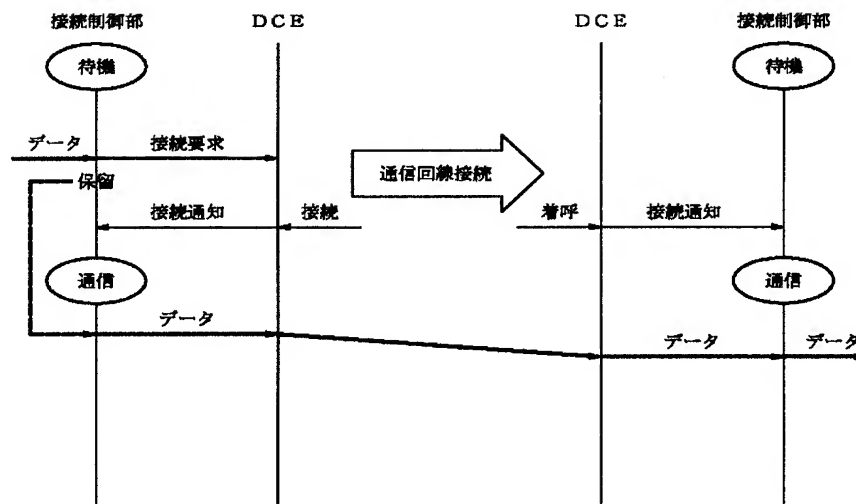 接続制御部 DCE DCE 接続制御部
待機 待機
データ 接続要求
通信回線接続
保留
接続通知 接続 着呼 接続通知
通信 通信
データ
データ データ